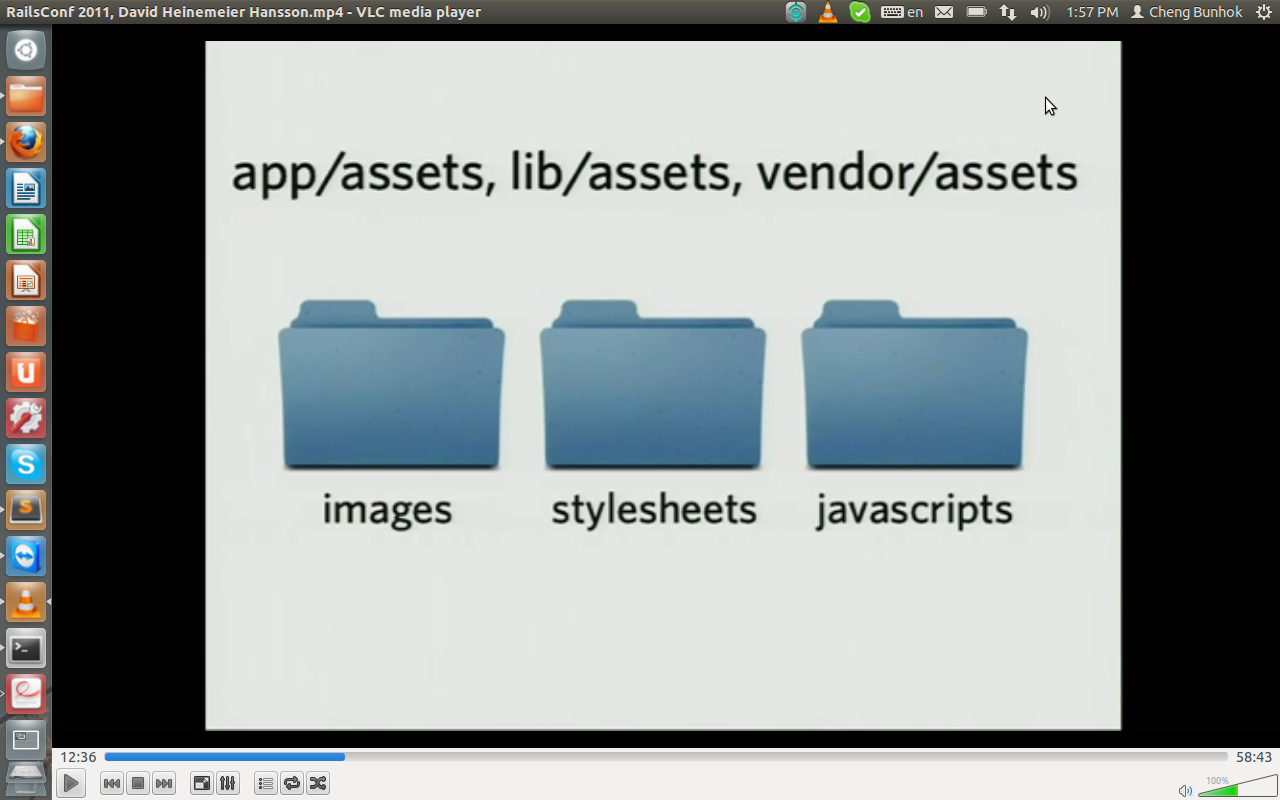 RailsConf 2011, David Heinemeier Hansson.mp4 - VLC media player
en
1:57 PM
Cheng Bunhok
app/assets, lib/assets, vendor/assets
images
stylesheets
javascripts
12:36
58:43
100%